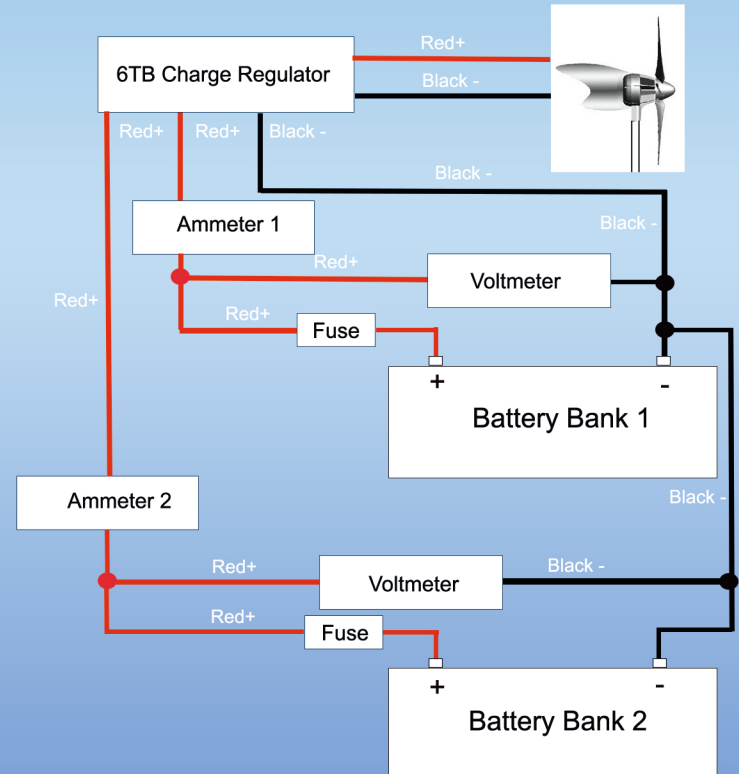 Red+
6TB Charge Regulator
Black -
Red+
Red+
Black -
Black -
Ammeter 1
Black -
Red+
Voltmeter
Red+
Red+
Fuse
+
-
Battery Bank 1
Ammeter 2
Black -
Red+
Black -
Voltmeter
Red+
Fuse
+
-
Battery Bank 2